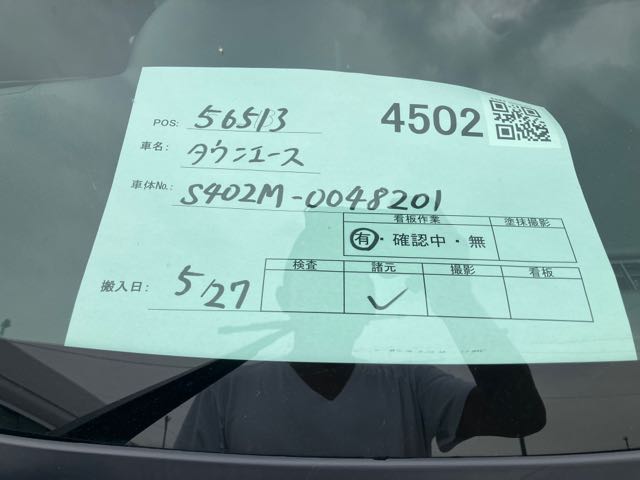 4502
POS: 56513
車名: タウンエース
車体No.: S402M-0048201
看板作業 塗抹撮影
有・確認中・無
搬入日: 5/27
検査 諸元 撮影 看板
✓